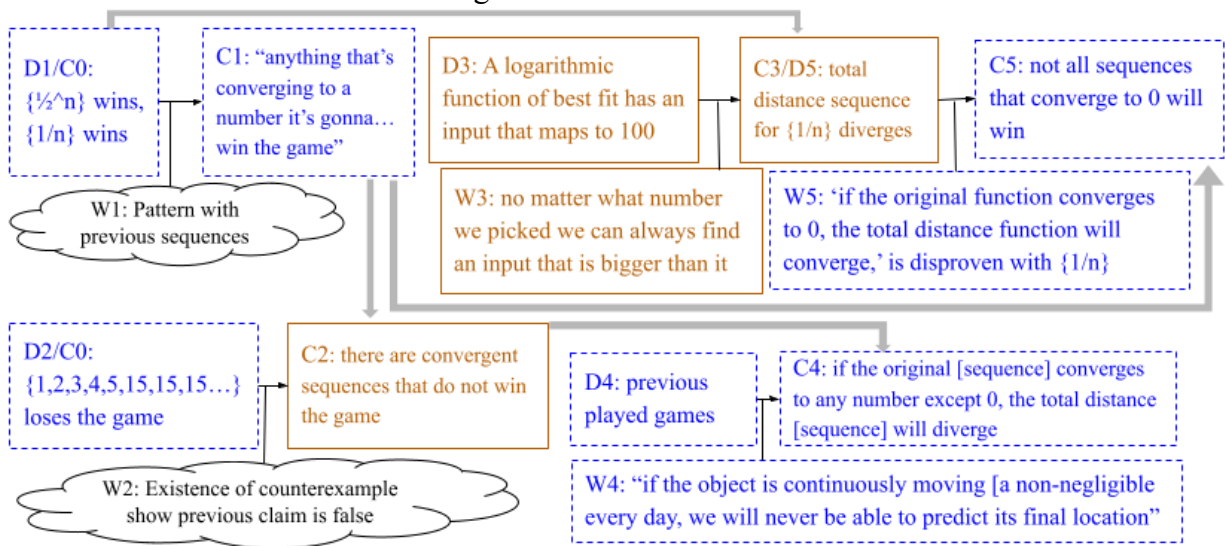 D1/C0:
{½^n} wins,
{1/n} wins
C1: “anything that’s
converging to a
number it’s gonna…
win the game”
W1: Pattern with
previous sequences
D3: A logarithmic
function of best fit has an
input that maps to 100
C3/D5: total
distance sequence
for {1/n} diverges
C5: not all sequences
that converge to 0 will
win
W3: no matter what number
we picked we can always find
an input that is bigger than it
W5: ‘if the original function converges
to 0, the total distance function will
converge,’ is disproven with {1/n}
D2/C0:
{1,2,3,4,5,15,15,15…}
loses the game
C2: there are convergent
sequences that do not win
the game
W2: Existence of counterexample
show previous claim is false
D4: previous
played games
C4: if the original [sequence] converges
to any number except 0, the total distance
[sequence] will diverge
W4: “if the object is continuously moving [a non-negligible
every day, we will never be able to predict its final location”